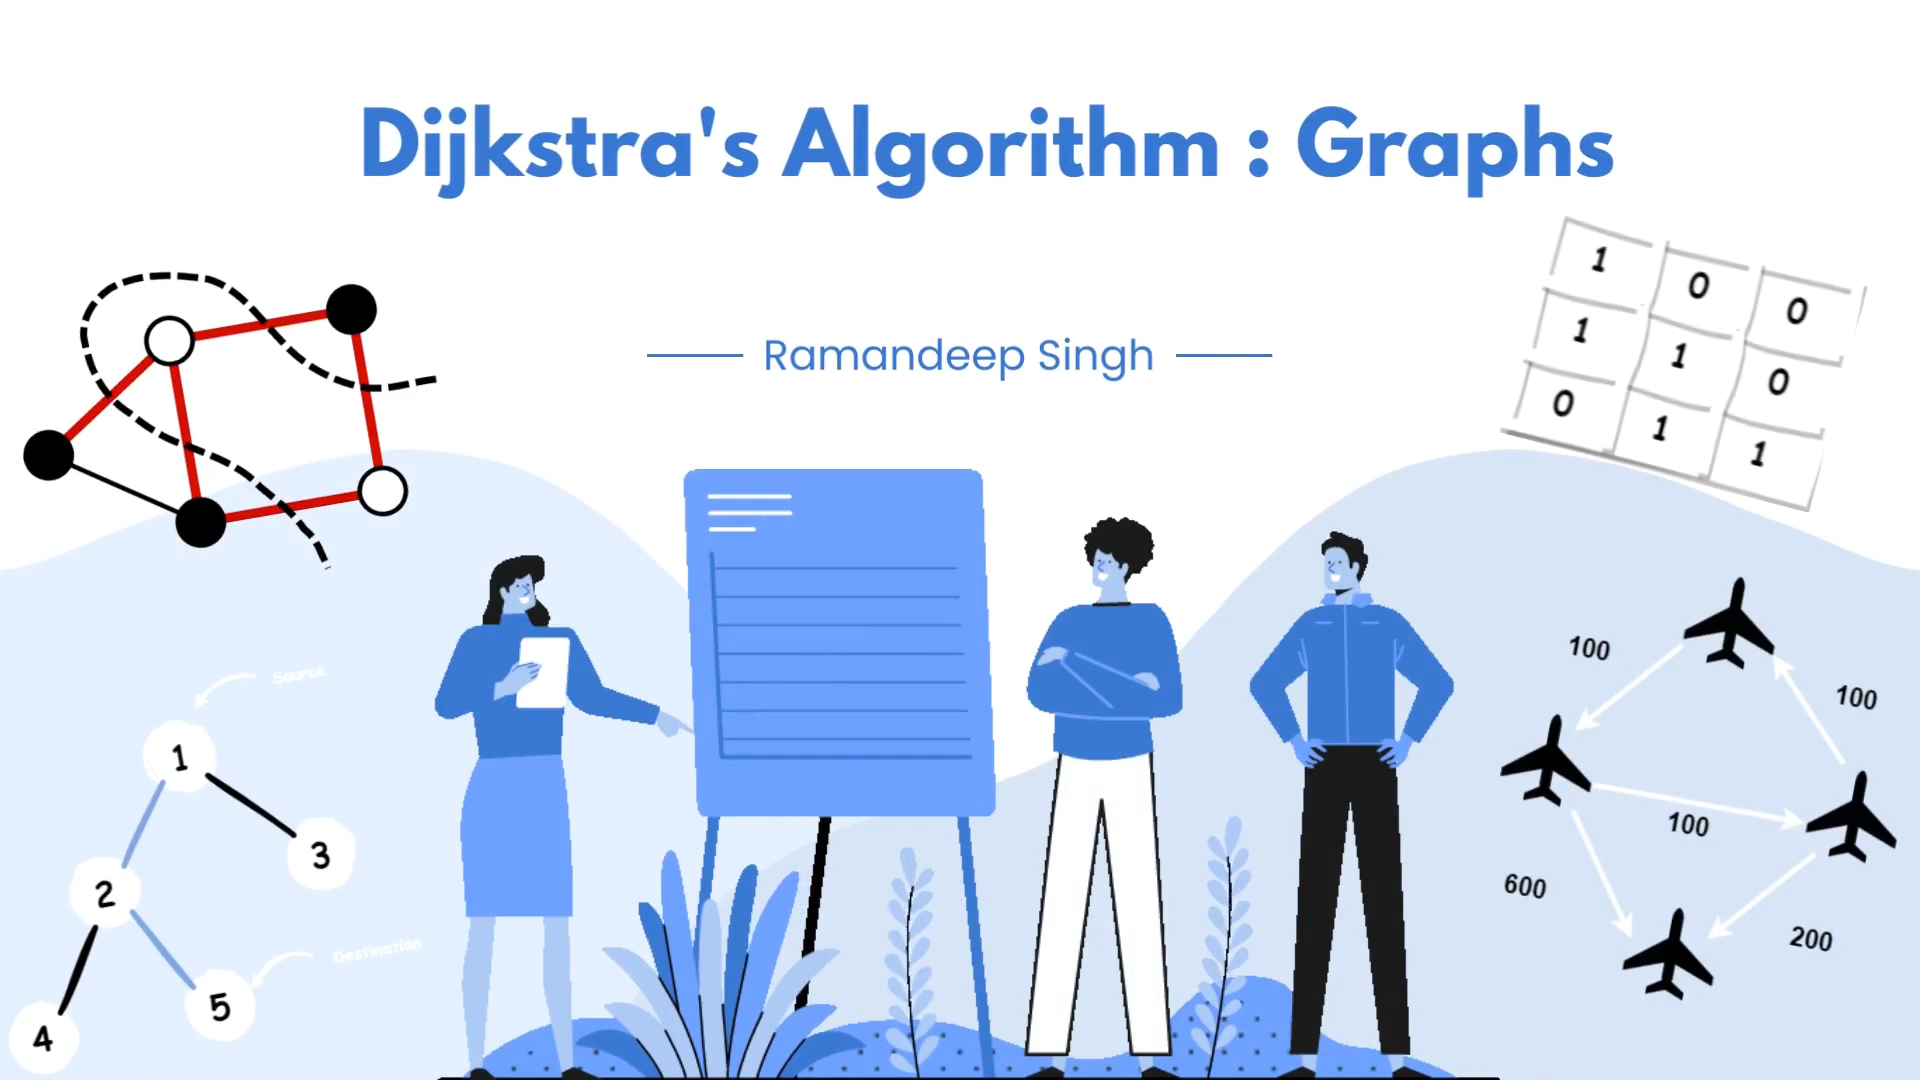 Dijkstra's Algorithm : Graphs
Ramandeep Singh
1 0 0
1 1 0
0 1 1
Source
1
3
2
Destination
5
4
100
100
100
600
200